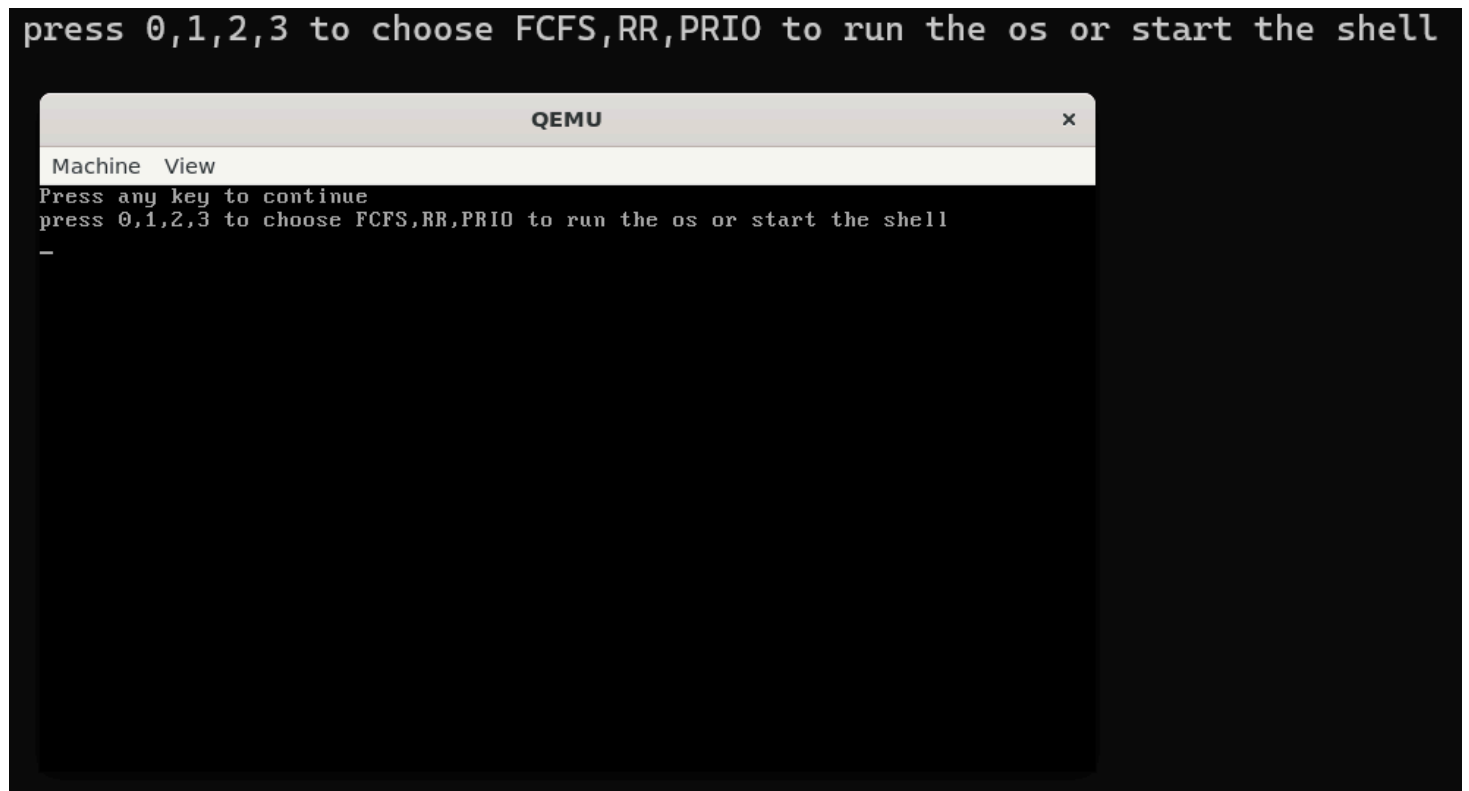 press 0,1,2,3 to choose FCFS,RR,PRIO to run the os or start the shell
QEMU ×
Machine View
Press any key to continue
press 0,1,2,3 to choose FCFS,RR,PRIO to run the os or start the shell
_